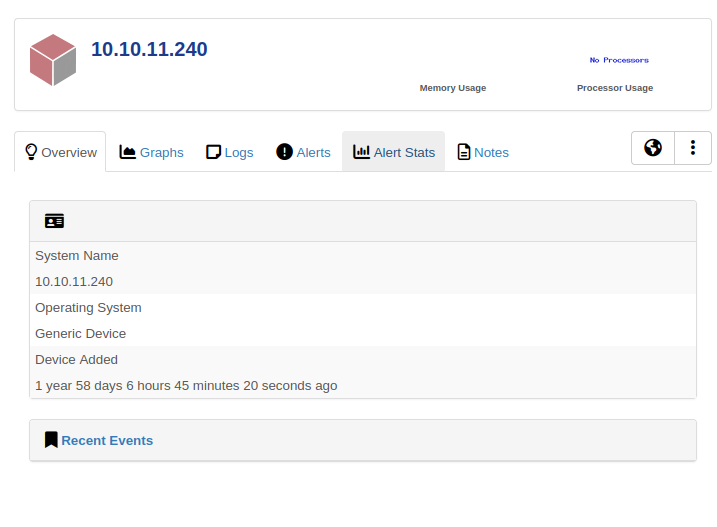 10.10.11.240
No Processors
Memory Usage
Processor Usage
Overview
Graphs
Logs
Alerts
Alert Stats
Notes
System Name
10.10.11.240
Operating System
Generic Device
Device Added
1 year 58 days 6 hours 45 minutes 20 seconds ago
Recent Events